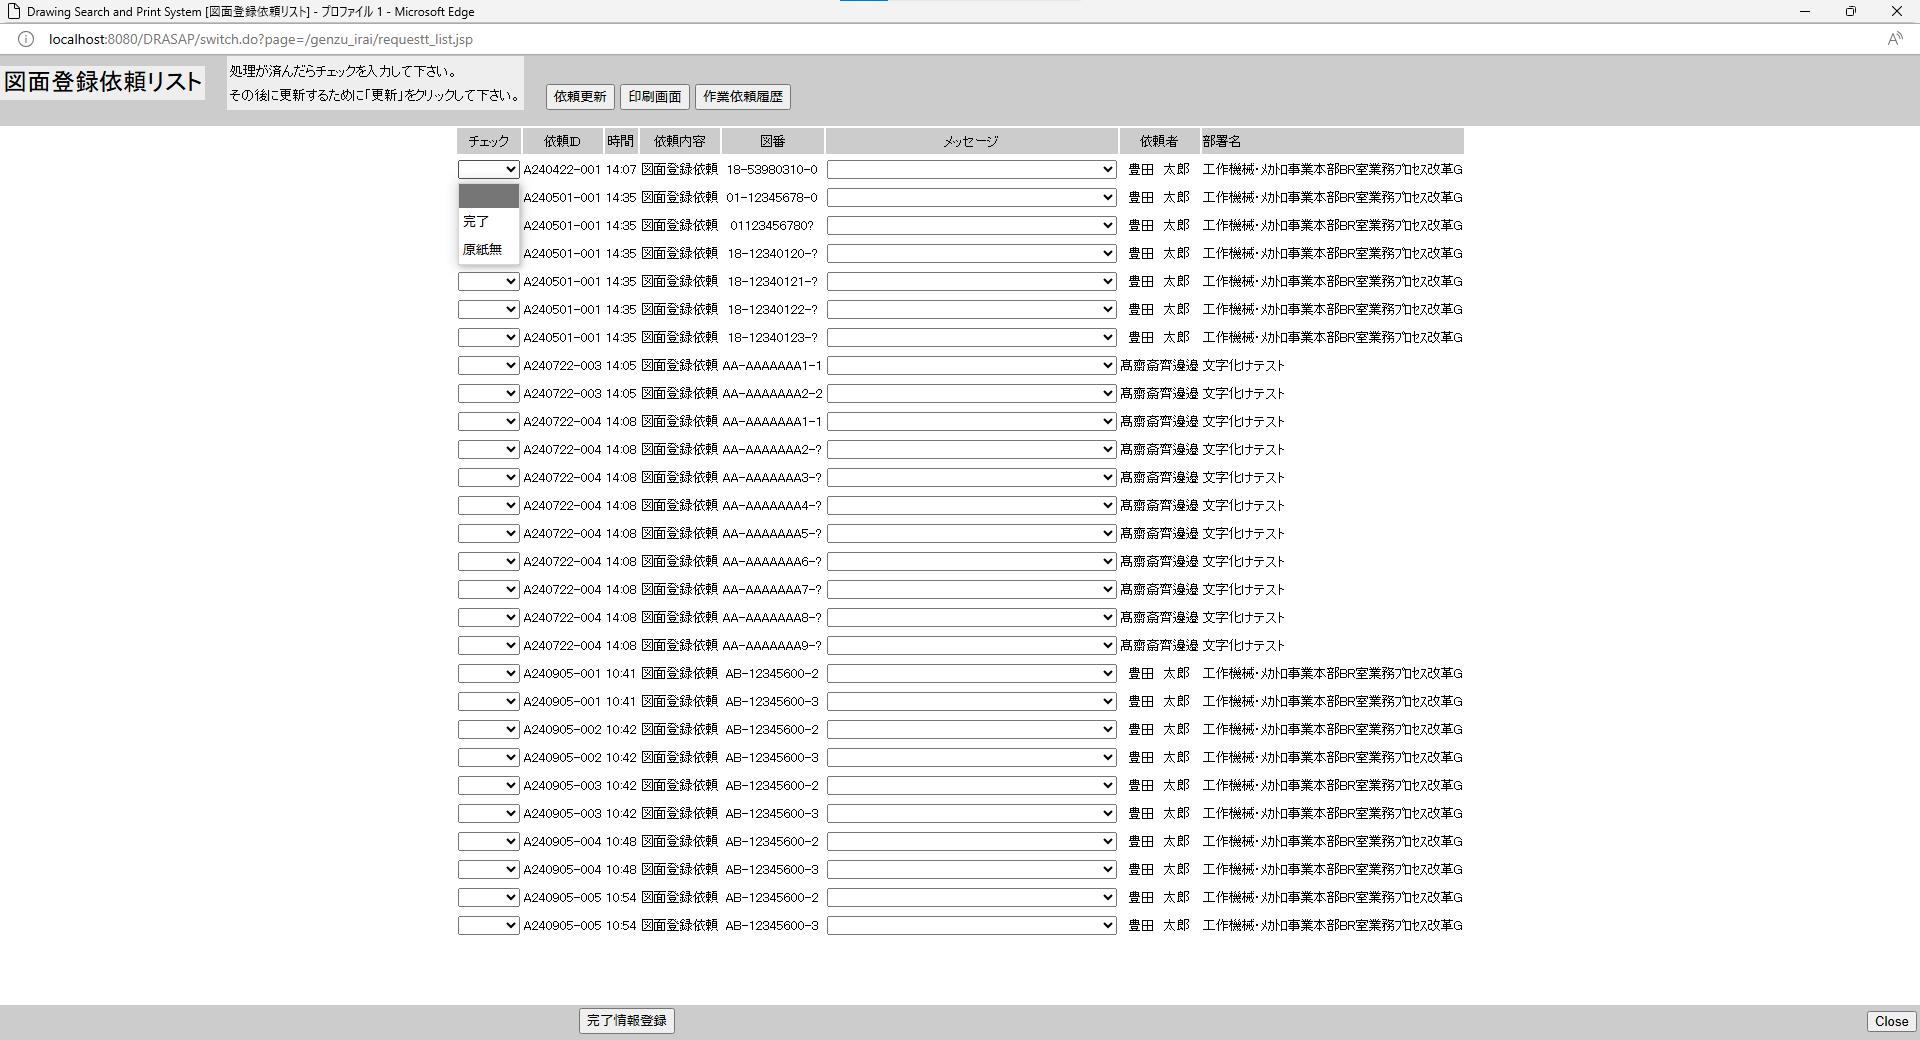 Drawing Search and Print System [図面登録依頼リスト] - プロファイル 1 - Microsoft Edge
localhost:8080/DRASAP/switch.do?page=/genzu_irai/requestt_list.jsp
図面登録依頼リスト
処理が済んだらチェックを入力して下さい。
その後に更新するために「更新」をクリックして下さい。
依頼更新 印刷画面 作業依頼履歴
チェック 依頼ID 時間 依頼内容 図番 メッセージ 依頼者 部署名
A240422-001 14:07 図面登録依頼 18-53980310-0 豊田 太郎 工作機械・ﾒｶﾄﾛ事業本部BR室業務ﾌﾟﾛｾｽ改革G
A240501-001 14:35 図面登録依頼 01-12345678-0 豊田 太郎 工作機械・ﾒｶﾄﾛ事業本部BR室業務ﾌﾟﾛｾｽ改革G
完了
A240501-001 14:35 図面登録依頼 01123456780? 豊田 太郎 工作機械・ﾒｶﾄﾛ事業本部BR室業務ﾌﾟﾛｾｽ改革G
原紙無
A240501-001 14:35 図面登録依頼 18-12340120-? 豊田 太郎 工作機械・ﾒｶﾄﾛ事業本部BR室業務ﾌﾟﾛｾｽ改革G
A240501-001 14:35 図面登録依頼 18-12340121-? 豊田 太郎 工作機械・ﾒｶﾄﾛ事業本部BR室業務ﾌﾟﾛｾｽ改革G
A240501-001 14:35 図面登録依頼 18-12340122-? 豊田 太郎 工作機械・ﾒｶﾄﾛ事業本部BR室業務ﾌﾟﾛｾｽ改革G
A240501-001 14:35 図面登録依頼 18-12340123-? 豊田 太郎 工作機械・ﾒｶﾄﾛ事業本部BR室業務ﾌﾟﾛｾｽ改革G
A240722-003 14:05 図面登録依頼 AA-AAAAAAA1-1 髙齋斎齊邉邊 文字化けテスト
A240722-003 14:05 図面登録依頼 AA-AAAAAAA2-2 髙齋斎齊邉邊 文字化けテスト
A240722-004 14:08 図面登録依頼 AA-AAAAAAA1-1 髙齋斎齊邉邊 文字化けテスト
A240722-004 14:08 図面登録依頼 AA-AAAAAAA2-? 髙齋斎齊邉邊 文字化けテスト
A240722-004 14:08 図面登録依頼 AA-AAAAAAA3-? 髙齋斎齊邉邊 文字化けテスト
A240722-004 14:08 図面登録依頼 AA-AAAAAAA4-? 髙齋斎齊邉邊 文字化けテスト
A240722-004 14:08 図面登録依頼 AA-AAAAAAA5-? 髙齋斎齊邉邊 文字化けテスト
A240722-004 14:08 図面登録依頼 AA-AAAAAAA6-? 髙齋斎齊邉邊 文字化けテスト
A240722-004 14:08 図面登録依頼 AA-AAAAAAA7-? 髙齋斎齊邉邊 文字化けテスト
A240722-004 14:08 図面登録依頼 AA-AAAAAAA8-? 髙齋斎齊邉邊 文字化けテスト
A240722-004 14:08 図面登録依頼 AA-AAAAAAA9-? 髙齋斎齊邉邊 文字化けテスト
A240905-001 10:41 図面登録依頼 AB-12345600-2 豊田 太郎 工作機械・ﾒｶﾄﾛ事業本部BR室業務ﾌﾟﾛｾｽ改革G
A240905-001 10:41 図面登録依頼 AB-12345600-3 豊田 太郎 工作機械・ﾒｶﾄﾛ事業本部BR室業務ﾌﾟﾛｾｽ改革G
A240905-002 10:42 図面登録依頼 AB-12345600-2 豊田 太郎 工作機械・ﾒｶﾄﾛ事業本部BR室業務ﾌﾟﾛｾｽ改革G
A240905-002 10:42 図面登録依頼 AB-12345600-3 豊田 太郎 工作機械・ﾒｶﾄﾛ事業本部BR室業務ﾌﾟﾛｾｽ改革G
A240905-003 10:42 図面登録依頼 AB-12345600-2 豊田 太郎 工作機械・ﾒｶﾄﾛ事業本部BR室業務ﾌﾟﾛｾｽ改革G
A240905-003 10:42 図面登録依頼 AB-12345600-3 豊田 太郎 工作機械・ﾒｶﾄﾛ事業本部BR室業務ﾌﾟﾛｾｽ改革G
A240905-004 10:48 図面登録依頼 AB-12345600-2 豊田 太郎 工作機械・ﾒｶﾄﾛ事業本部BR室業務ﾌﾟﾛｾｽ改革G
A240905-004 10:48 図面登録依頼 AB-12345600-3 豊田 太郎 工作機械・ﾒｶﾄﾛ事業本部BR室業務ﾌﾟﾛｾｽ改革G
A240905-005 10:54 図面登録依頼 AB-12345600-2 豊田 太郎 工作機械・ﾒｶﾄﾛ事業本部BR室業務ﾌﾟﾛｾｽ改革G
A240905-005 10:54 図面登録依頼 AB-12345600-3 豊田 太郎 工作機械・ﾒｶﾄﾛ事業本部BR室業務ﾌﾟﾛｾｽ改革G
完了情報登録 Close